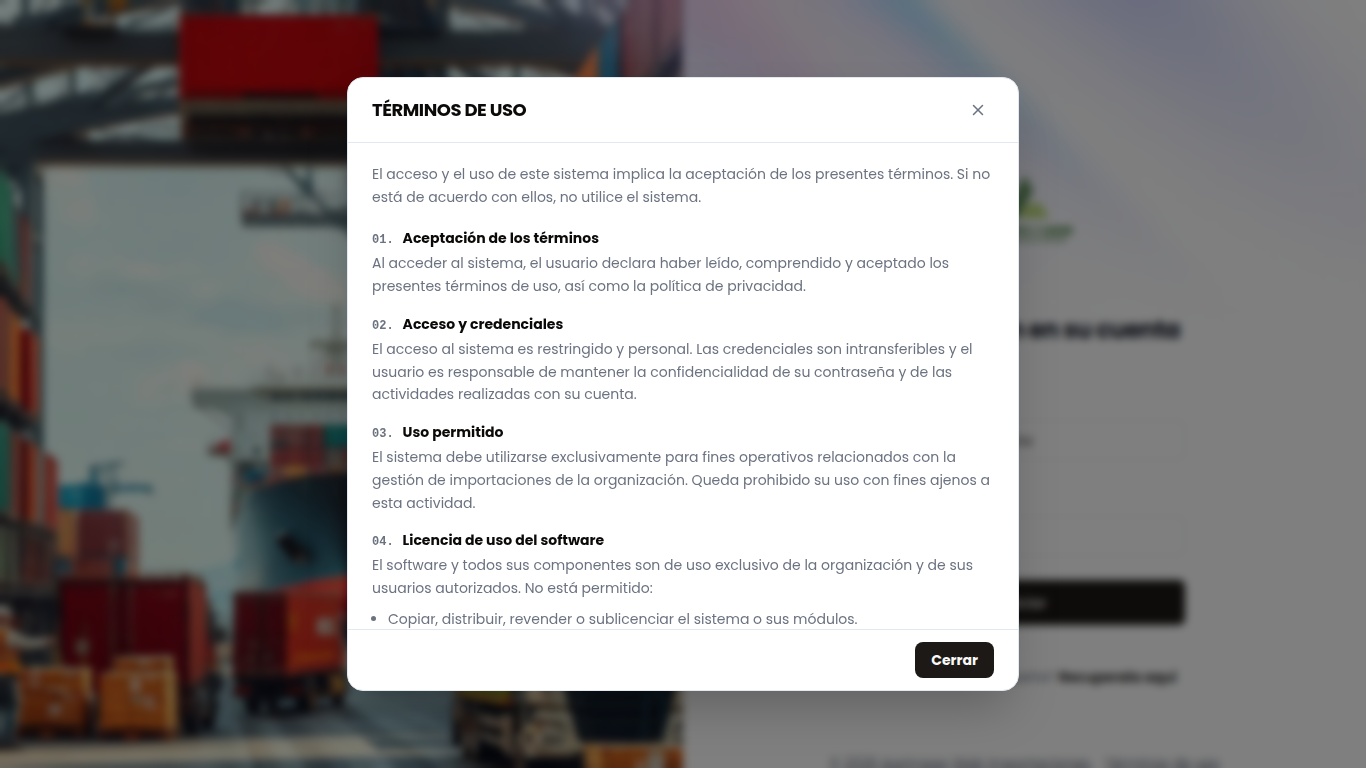 TÉRMINOS DE USO
El acceso y el uso de este sistema implica la aceptación de los presentes términos. Si no
está de acuerdo con ellos, no utilice el sistema.
01. Aceptación de los términos
Al acceder al sistema, el usuario declara haber leído, comprendido y aceptado los
presentes términos de uso, así como la política de privacidad.
02. Acceso y credenciales
El acceso al sistema es restringido y personal. Las credenciales son intransferibles y el
usuario es responsable de mantener la confidencialidad de su contraseña y de las
actividades realizadas con su cuenta.
03. Uso permitido
El sistema debe utilizarse exclusivamente para fines operativos relacionados con la
gestión de importaciones de la organización. Queda prohibido su uso con fines ajenos a
esta actividad.
04. Licencia de uso del software
El software y todos sus componentes son de uso exclusivo de la organización y de sus
usuarios autorizados. No está permitido:
• Copiar, distribuir, revender o sublicenciar el sistema o sus módulos.
Cerrar
en su cuenta
Recuperala aquí